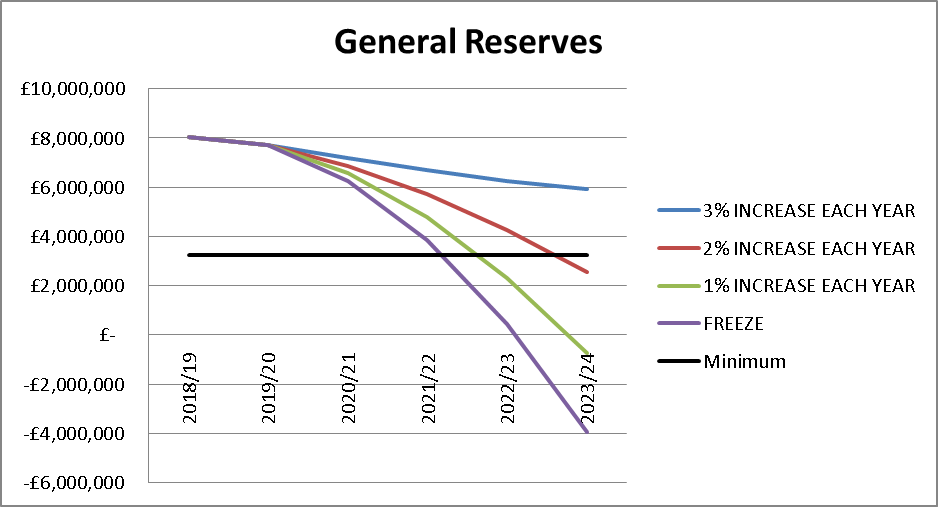 General Reserves
£10,000,000
£8,000,000
£6,000,000
£4,000,000
£2,000,000
£-
-£2,000,000
-£4,000,000
-£6,000,000
2018/19
2019/20
2020/21
2021/22
2022/23
2023/24
3% INCREASE EACH YEAR
2% INCREASE EACH YEAR
1% INCREASE EACH YEAR
FREEZE
Minimum